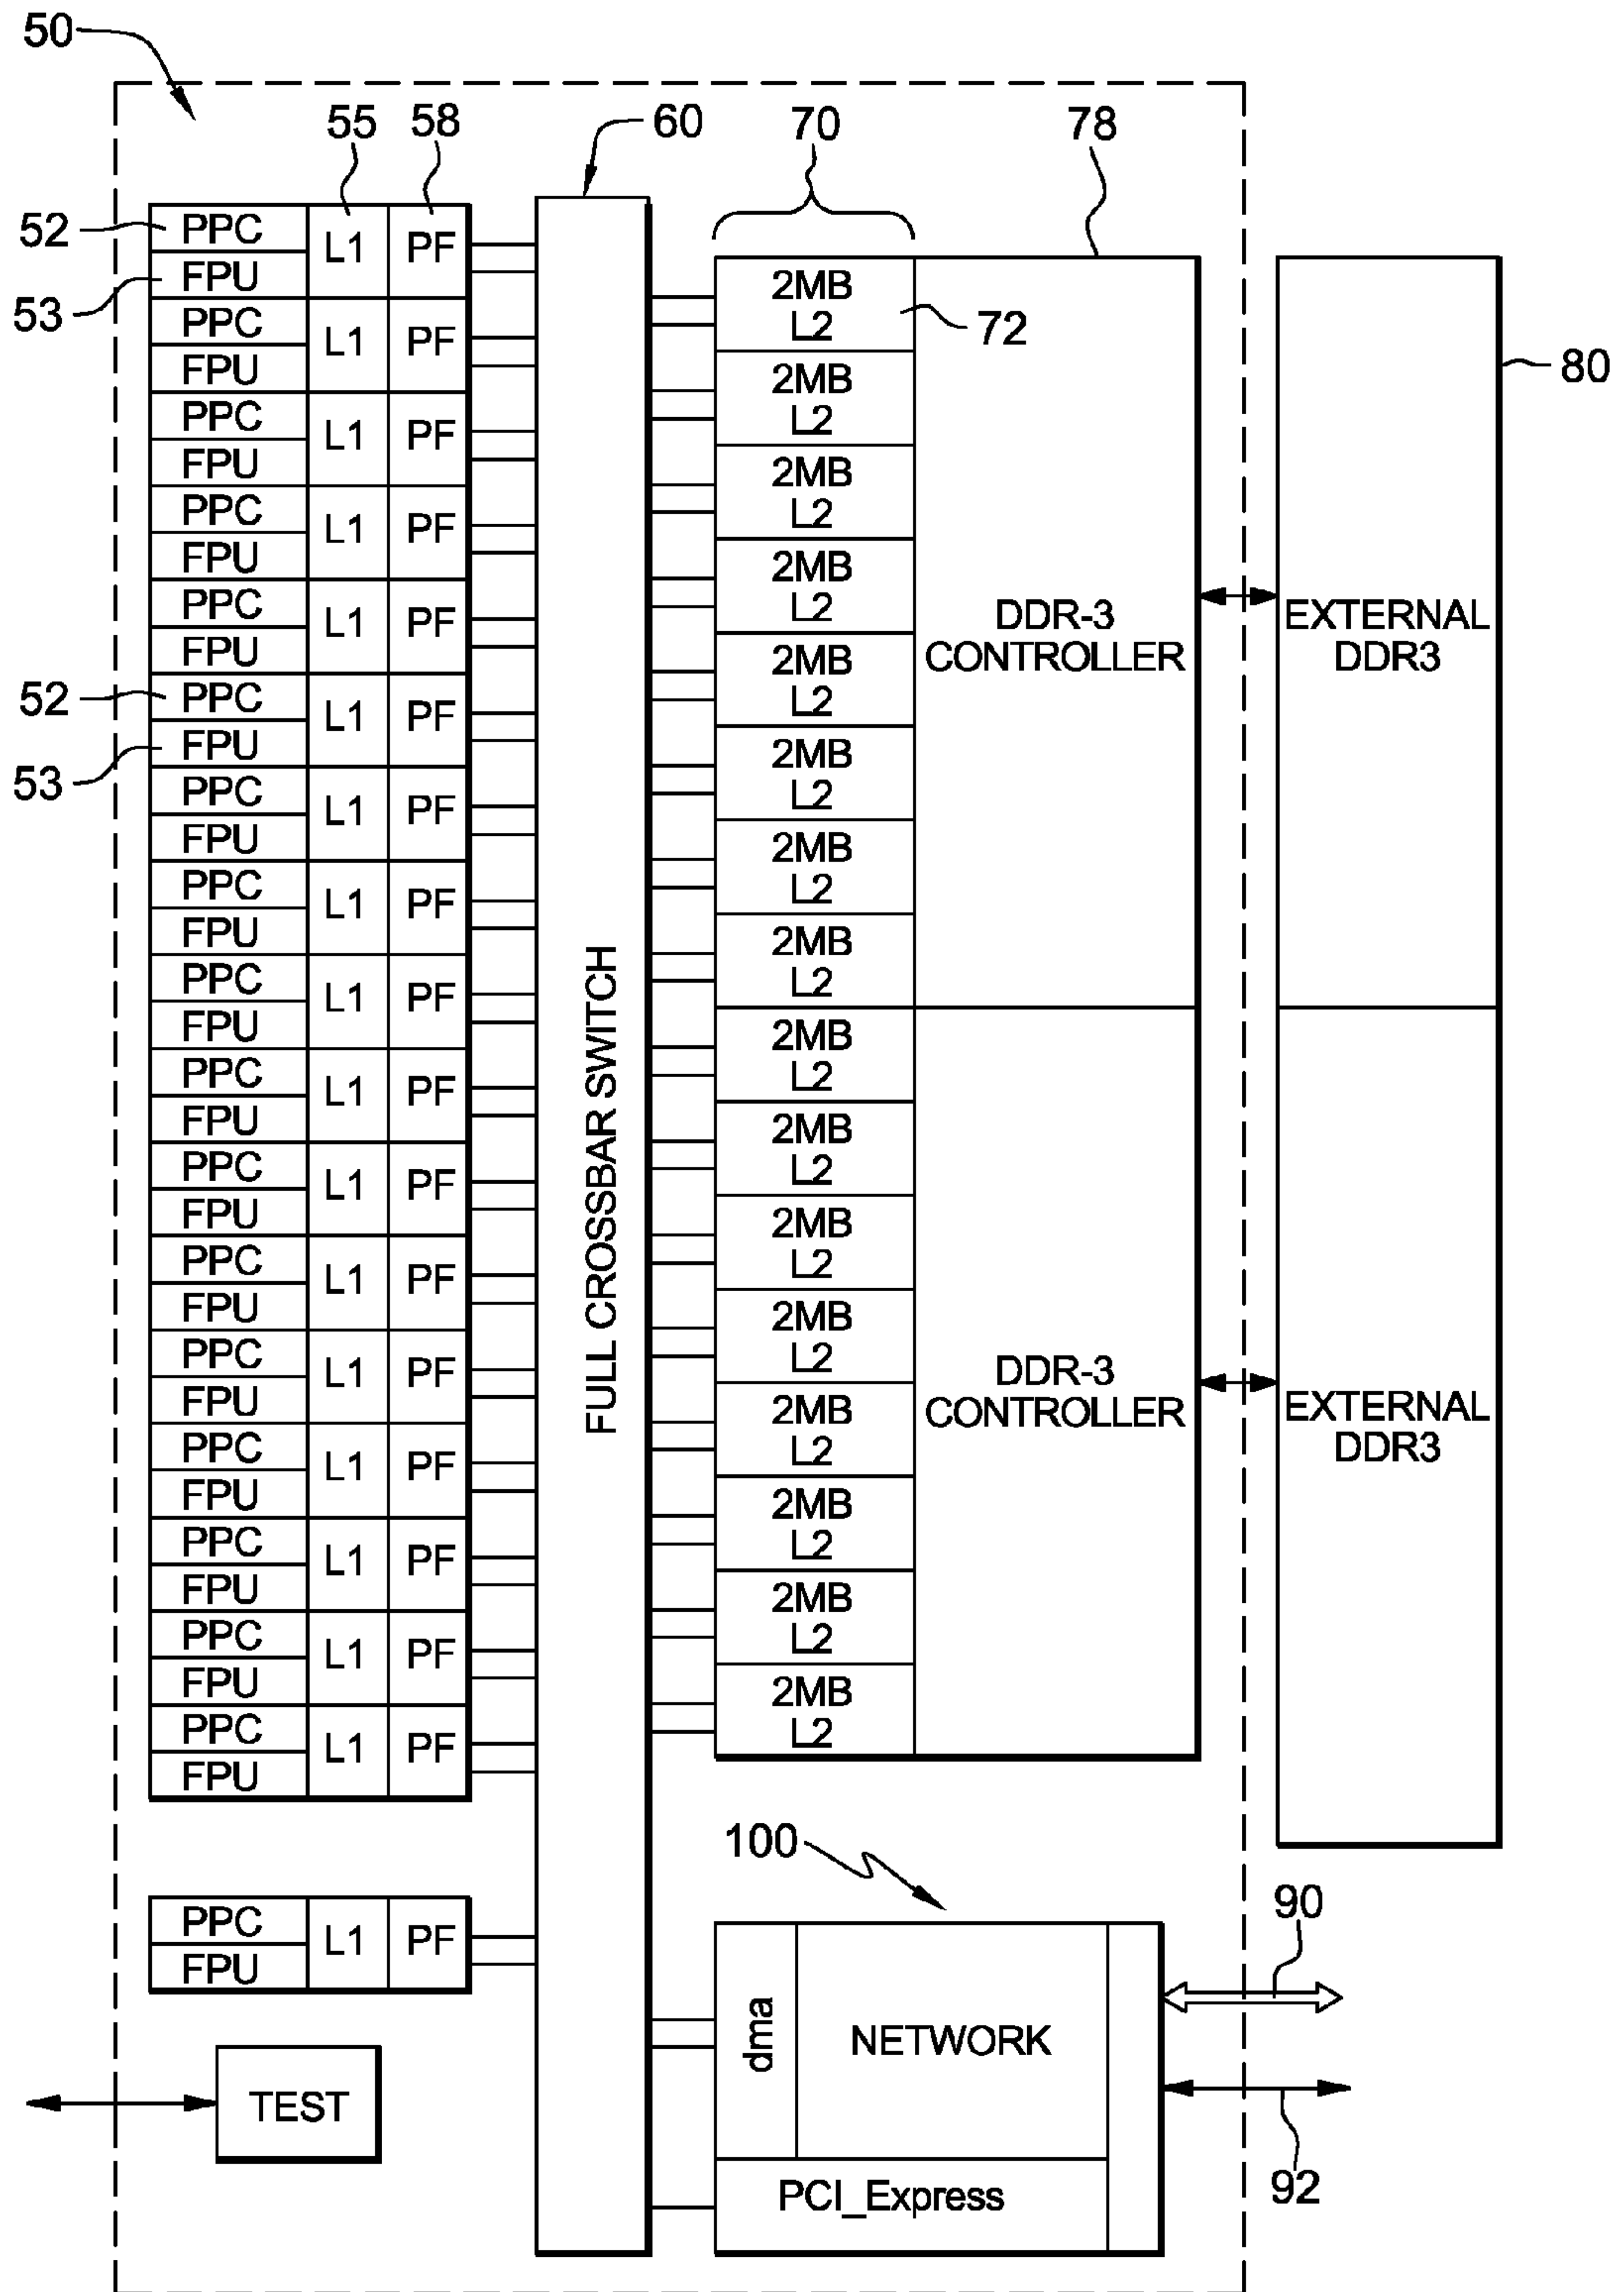 50
55
58
60
70
78
52
PPC
L1 PF
53
FPU
PPC
L1 PF
FPU
PPC
L1 PF
FPU
PPC
L1 PF
FPU
PPC
L1 PF
FPU
52
PPC
L1 PF
53
FPU
PPC
L1 PF
FPU
PPC
L1 PF
FPU
PPC
L1 PF
FPU
PPC
L1 PF
FPU
PPC
L1 PF
FPU
PPC
L1 PF
FPU
PPC
L1 PF
FPU
PPC
L1 PF
FPU
PPC
L1 PF
FPU
PPC
L1 PF
FPU
PPC
L1 PF
FPU
PPC
L1 PF
FPU
TEST
FULL CROSSBAR SWITCH
2MB
L2
72
2MB
L2
2MB
L2
2MB
L2
2MB
L2
2MB
L2
2MB
L2
2MB
L2
2MB
L2
2MB
L2
2MB
L2
2MB
L2
2MB
L2
2MB
L2
2MB
L2
2MB
L2
DDR-3
CONTROLLER
DDR-3
CONTROLLER
80
EXTERNAL
DDR3
EXTERNAL
DDR3
100
dma
NETWORK
PCI_Express
90
92